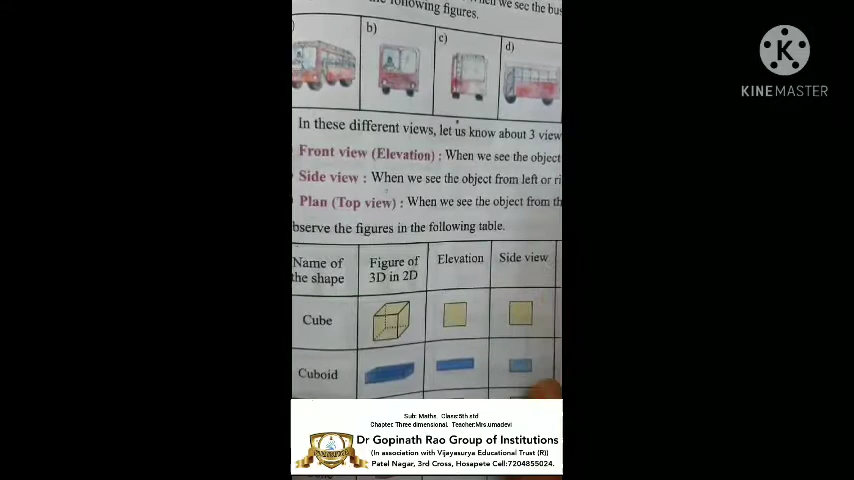 the following figures.
b)
c)
d)
In these different views, let us know about 3 view
Front view (Elevation) : When we see the object
Side view : When we see the object from left or ri
Plan (Top view) : When we see the object from th
bserve the figures in the following table.
Name of the shape
Figure of 3D in 2D
Elevation
Side view
Cube
Cuboid
KINEMASTER
Sub: Maths Class:5th.std
Chapter: Three dimensional. Teacher:Mrs.umadevi
Dr Gopinath Rao Group of Institutions
(In association with Vijayasurya Educational Trust (R))
Patel Nagar, 3rd Cross, Hosapete Cell:7204855024.